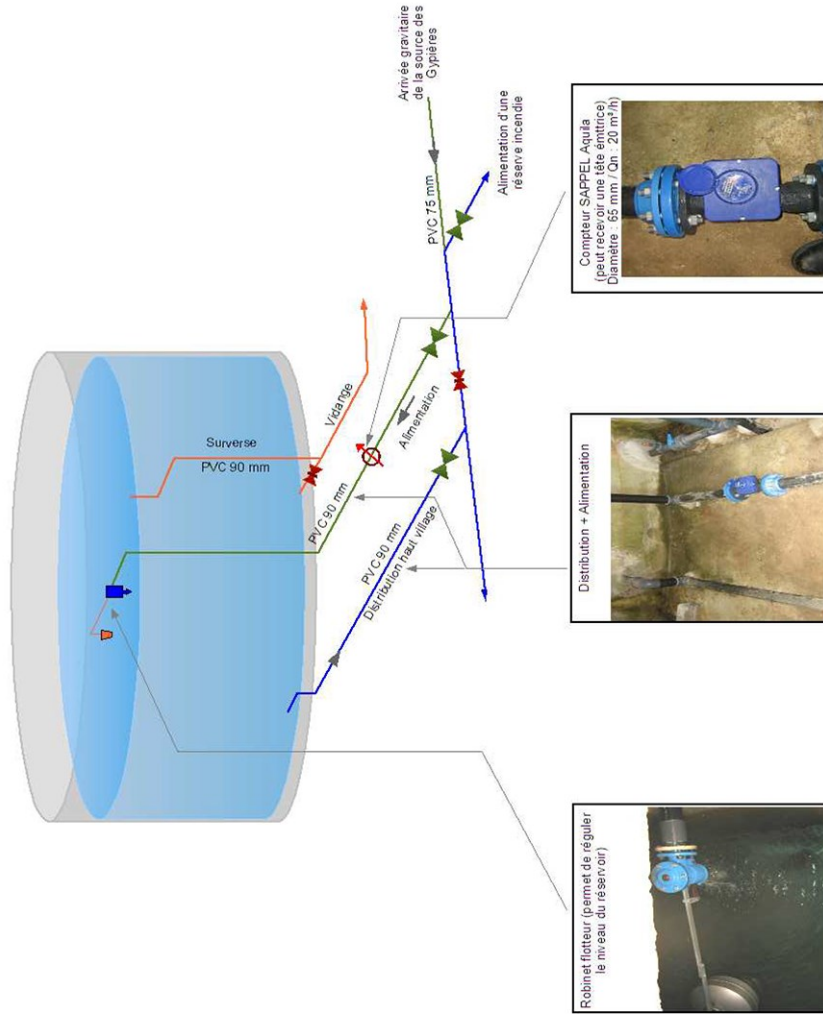 Arrivée gravitaire
de la source des
Gypières
PVC 75 mm
Alimentation d'une
réserve incendie
Surverse
PVC 90 mm
Vidange
PVC 90 mm
Alimentation
PVC 90 mm
Distribution haut village
Robinet flotteur (permet de réguler
le niveau du réservoir)
Distribution + Alimentation
Compteur SAPPEL Aquila
(peut recevoir une tête émittrice)
Diamètre : 65 mm / Qn : 20 m³/h